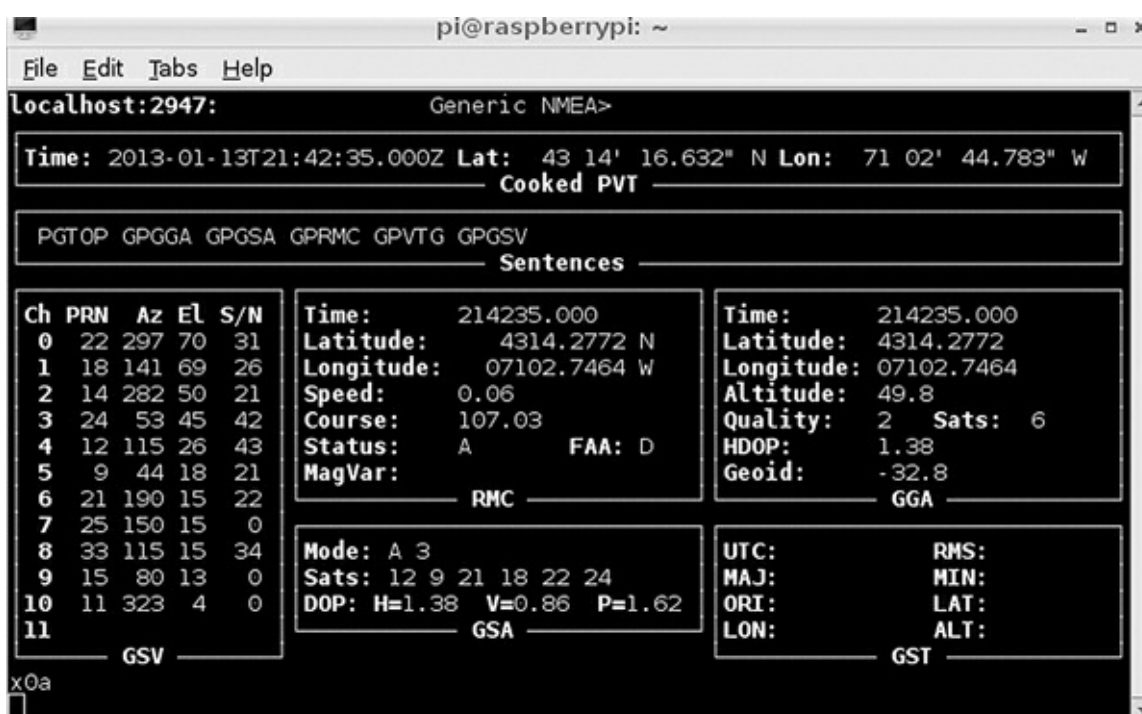 pi@raspberrypi: ~
File Edit Tabs Help
localhost:2947: Generic NMEA>
Time: 2013-01-13T21:42:35.000Z Lat: 43 14' 16.632" N Lon: 71 02' 44.783" W
Cooked PVT
PGTOP GPGGA GPGSA GPRMC GPVTG GPGSV
Sentences
Ch PRN Az El S/N
0 22 297 70 31
1 18 141 69 26
2 14 282 50 21
3 24 53 45 42
4 12 115 26 43
5 9 44 18 21
6 21 190 15 22
7 25 150 15 0
8 33 115 15 34
9 15 80 13 0
10 11 323 4 0
11
GSV
Time: 214235.000
Latitude: 4314.2772 N
Longitude: 07102.7464 W
Speed: 0.06
Course: 107.03
Status: A FAA: D
MagVar:
RMC
Mode: A 3
Sats: 12 9 21 18 22 24
DOP: H=1.38 V=0.86 P=1.62
GSA
Time: 214235.000
Latitude: 4314.2772
Longitude: 07102.7464
Altitude: 49.8
Quality: 2 Sats: 6
HDOP: 1.38
Geoid: -32.8
GGA
UTC: RMS:
MAJ: MIN:
ORI: LAT:
LON: ALT:
GST
x0a